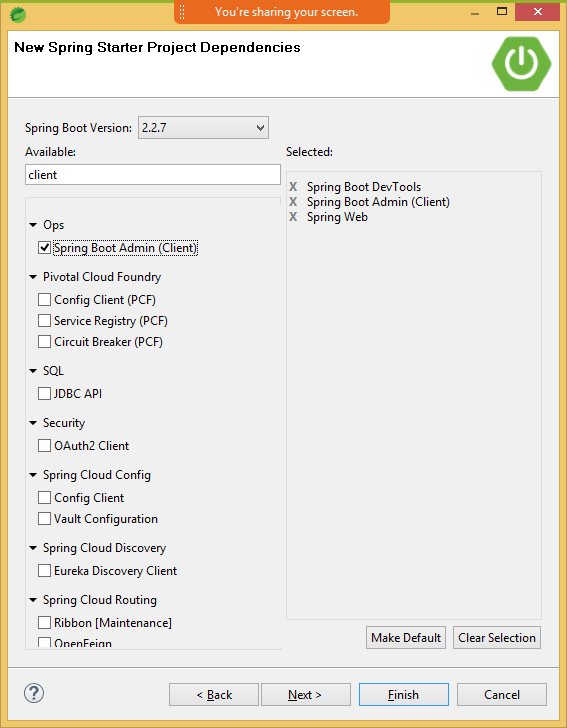 You're sharing your screen.
New Spring Starter Project Dependencies
Spring Boot Version: 2.2.7
Available:
Selected:
client
X Spring Boot DevTools
X Spring Boot Admin (Client)
X Spring Web
Ops
Spring Boot Admin (Client)
Pivotal Cloud Foundry
Config Client (PCF)
Service Registry (PCF)
Circuit Breaker (PCF)
SQL
JDBC API
Security
OAuth2 Client
Spring Cloud Config
Config Client
Vault Configuration
Spring Cloud Discovery
Eureka Discovery Client
Spring Cloud Routing
Ribbon [Maintenance]
OpenFeign
Make Default Clear Selection
? < Back Next > Finish Cancel